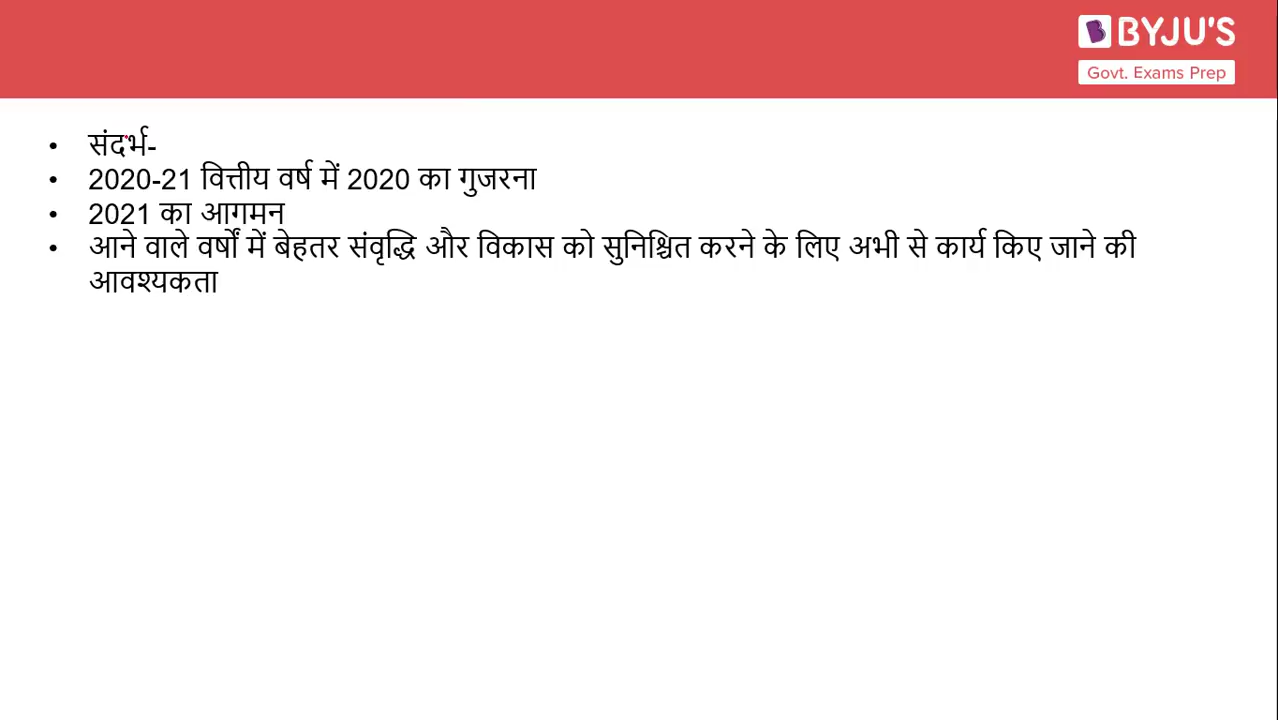 BYJU'S
Govt. Exams Prep
• संदर्भ-
• 2020-21 वित्तीय वर्ष में 2020 का गुजरना
• 2021 का आगमन
• आने वाले वर्षों में बेहतर संवृद्धि और विकास को सुनिश्चित करने के लिए अभी से कार्य किए जाने की
आवश्यकता